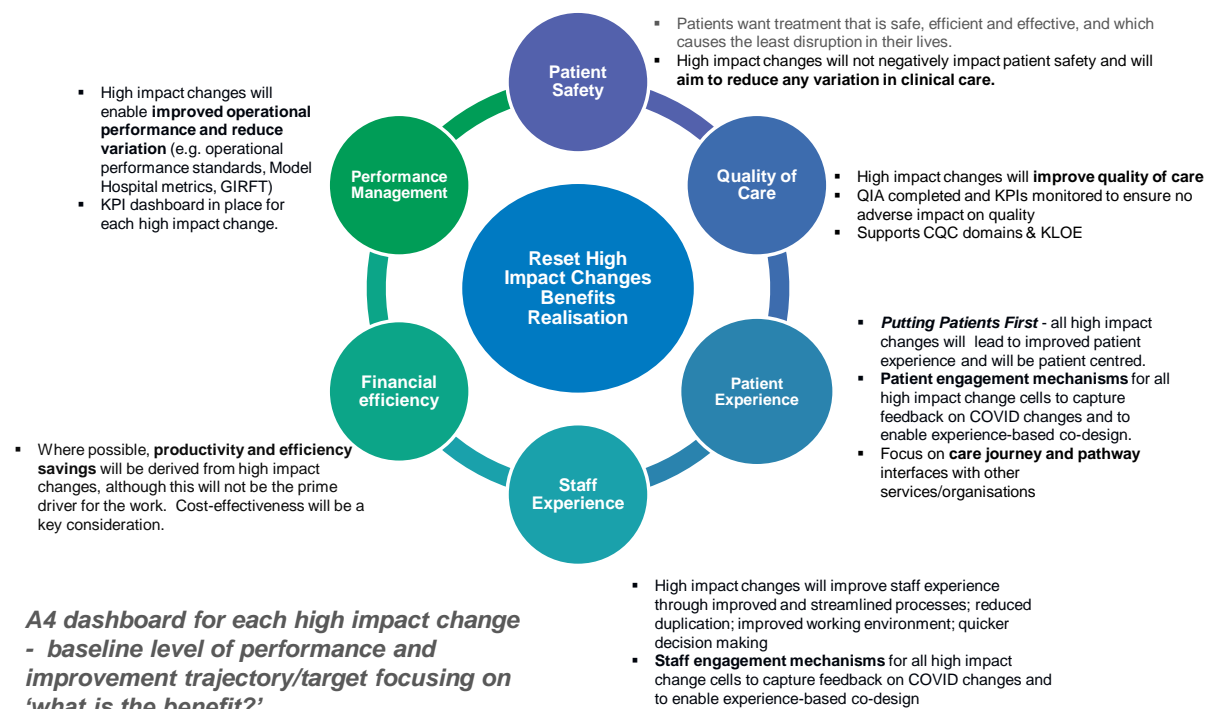 ▪ Patients want treatment that is safe, efficient and effective, and which
causes the least disruption in their lives.
▪ High impact changes will not negatively impact patient safety and will
aim to reduce any variation in clinical care.
Patient
Safety
▪ High impact changes will
enable improved operational
performance and reduce
variation (e.g. operational
performance standards, Model
Hospital metrics, GIRFT)
▪ KPI dashboard in place for
each high impact change.
Performance
Management
Quality of
Care
▪ High impact changes will improve quality of care
▪ QIA completed and KPIs monitored to ensure no
adverse impact on quality
▪ Supports CQC domains & KLOE
Reset High
Impact Changes
Benefits
Realisation
▪ Putting Patients First - all high impact
changes will lead to improved patient
experience and will be patient centred.
▪ Patient engagement mechanisms for all
high impact change cells to capture
feedback on COVID changes and to
enable experience-based co-design.
▪ Focus on care journey and pathway
interfaces with other
services/organisations
Patient
Experience
Financial
efficiency
▪ Where possible, productivity and efficiency
savings will be derived from high impact
changes, although this will not be the prime
driver for the work. Cost-effectiveness will be a
key consideration.
Staff
Experience
▪ High impact changes will improve staff experience
through improved and streamlined processes; reduced
duplication; improved working environment; quicker
decision making
▪ Staff engagement mechanisms for all high impact
change cells to capture feedback on COVID changes and
to enable experience-based co-design
A4 dashboard for each high impact change
- baseline level of performance and
improvement trajectory/target focusing on
‘what is the benefit?’